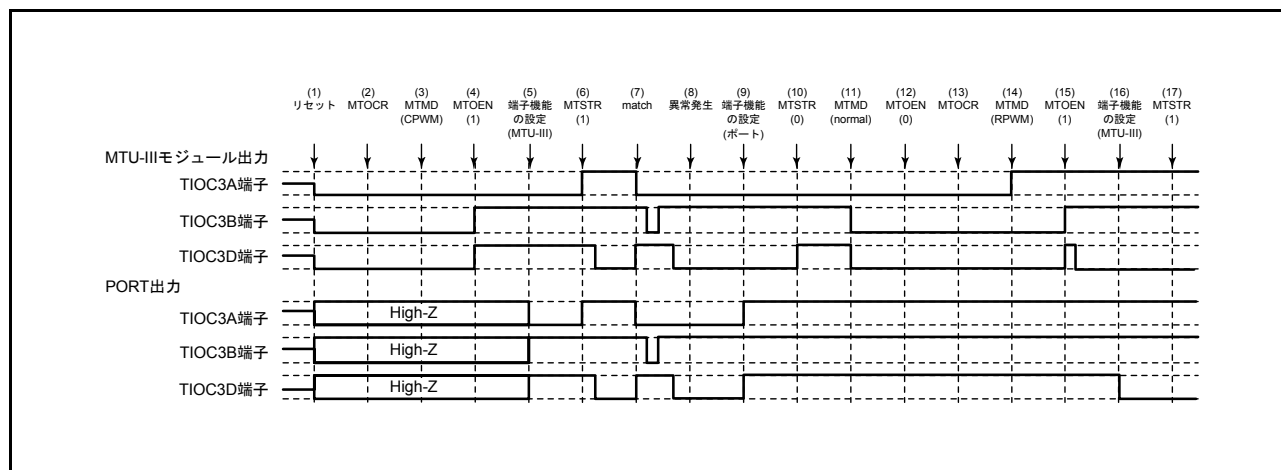 (1) (2) (3) (4) (5) (6) (7) (8) (9) (10) (11) (12) (13) (14) (15) (16) (17)
リセット MTOCR MTMD MTOEN 端子機能 MTSTR match 異常発生 端子機能 MTSTR MTMD MTOEN MTOCR MTMD MTOEN 端子機能 MTSTR
(CPWM) (1) の設定 (1) の設定 (0) (normal) (0) (RPWM) (1) の設定 (1)
(MTU-III) (ポート) (MTU-III)
MTU-IIIモジュール出力
TIOC3A端子
TIOC3B端子
TIOC3D端子
PORT出力
TIOC3A端子 High-Z
TIOC3B端子 High-Z
TIOC3D端子 High-Z